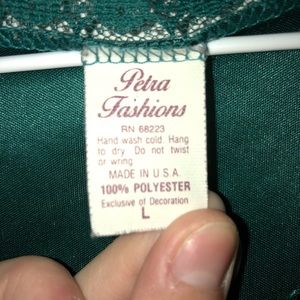 Petra
Fashions
RN 68223
Hand wash cold. Hang
to dry. Do not twist
or wring.
MADE IN U.S.A.
100% POLYESTER
Exclusive of Decoration
L